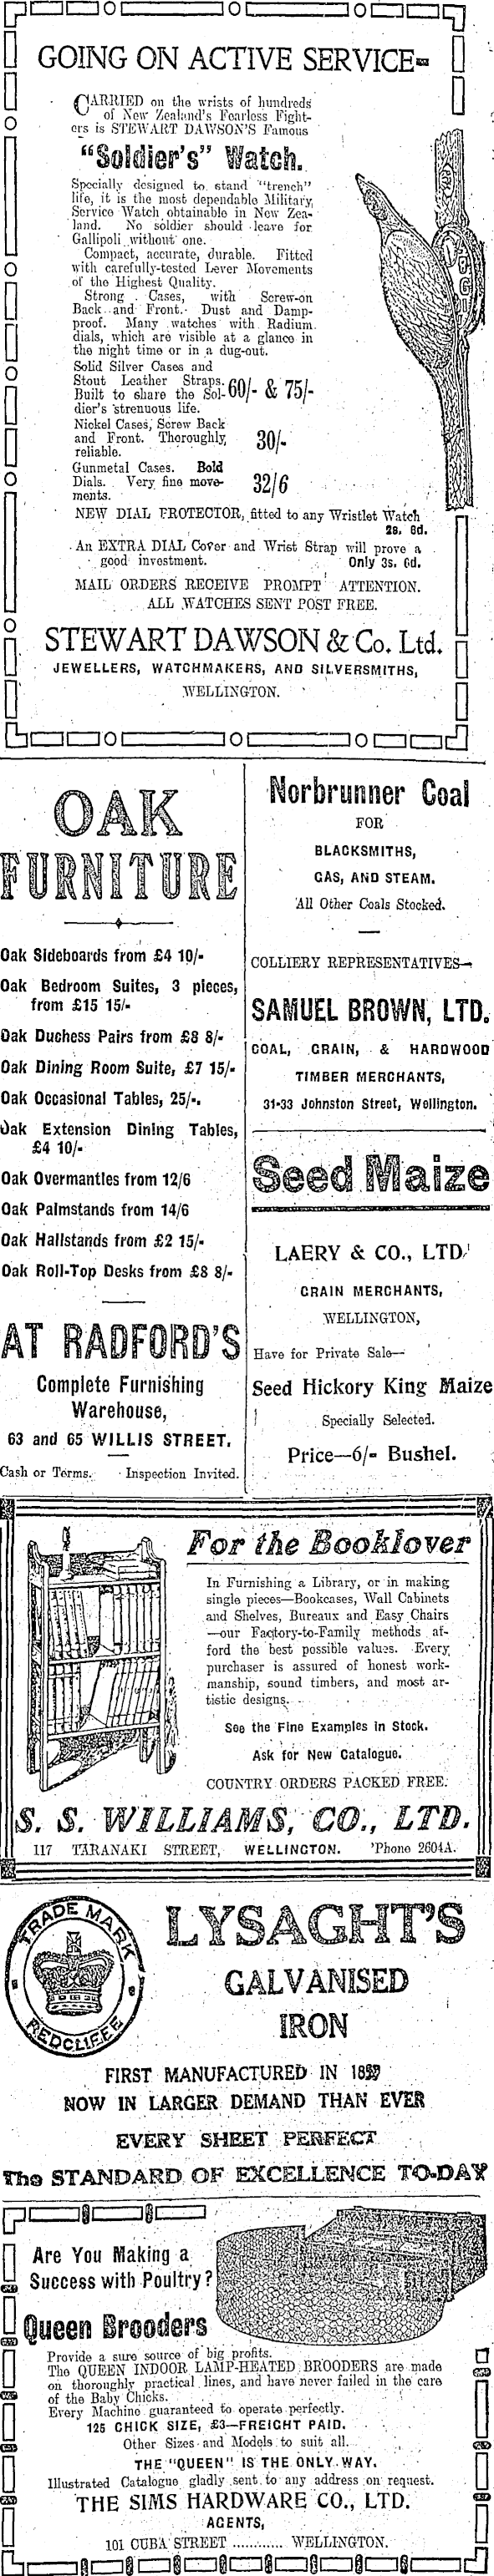 GOING ON ACTIVE SERVICE—
CARRIED on the wrists of hundreds
of New Zealand's Fearless Fight-
ers is STEWART DAWSON'S Famous
"Soldier's" Watch.
Specially designed to stand "trench"
life, it is the most dependable Military
Service Watch obtainable in New Zea-
land. No soldier should leave for
Gallipoli without one.
Compact, accurate, durable. Fitted
with carefully-tested Lever Movements
of the Highest Quality.
Strong Cases, with Screw-on
Back and Front. Dust and Damp-
proof. Many watches with Radium
dials, which are visible at a glance in
the night time or in a dug-out.
Solid Silver Cases and
Stout Leather Straps.
Built to share the Sol-
dier's strenuous life.
60/- & 75/-
Nickel Cases, Screw Back
and Front. Thoroughly
reliable.
30/-
Gunmetal Cases. Bold
Dials. Very fine move-
ments.
32/6
NEW DIAL PROTECTOR, fitted to any Wristlet Watch
2s. 6d.
An EXTRA DIAL Cover and Wrist Strap will prove a
good investment. Only 3s. 6d.
MAIL ORDERS RECEIVE PROMPT ATTENTION.
ALL WATCHES SENT POST FREE.
STEWART DAWSON & Co. Ltd.
JEWELLERS, WATCHMAKERS, AND SILVERSMITHS,
WELLINGTON.
OAK
FURNITURE
Oak Sideboards from £4 10/-
Oak Bedroom Suites, 3 pieces,
from £15 15/-
Oak Duchess Pairs from £8 8/-
Oak Dining Room Suite, £7 15/-
Oak Occasional Tables, 25/-.
Oak Extension Dining Tables,
£4 10/-
Oak Overmantles from 12/6
Oak Palmstands from 14/6
Oak Hallstands from £2 15/-
Oak Roll-Top Desks from £8 8/-
AT RADFORD'S
Complete Furnishing
Warehouse,
63 and 65 WILLIS STREET.
Cash or Terms. Inspection Invited.
Norbrunner Coal
FOR
BLACKSMITHS,
GAS, AND STEAM.
All Other Coals Stocked.
COLLIERY REPRESENTATIVES—
SAMUEL BROWN, LTD.
COAL, GRAIN, & HARDWOOD
TIMBER MERCHANTS,
31-33 Johnston Street, Wellington.
Seed Maize
LAERY & CO., LTD.
GRAIN MERCHANTS,
WELLINGTON,
Have for Private Sale—
Seed Hickory King Maize
Specially Selected.
Price—6/- Bushel.
For the Booklover
In Furnishing a Library, or in making
single pieces—Bookcases, Wall Cabinets
and Shelves, Bureaux and Easy Chairs
—our Factory-to-Family methods af-
ford the best possible values. Every
purchaser is assured of honest work-
manship, sound timbers, and most ar-
tistic designs.
See the Fine Examples in Stock.
Ask for New Catalogue.
COUNTRY ORDERS PACKED FREE.
S. S. WILLIAMS, CO., LTD.
117 TARANAKI STREET, WELLINGTON. 'Phone 2604A.
TRADE MARK
REDCLIFFE
LYSAGHT'S
GALVANISED
IRON
FIRST MANUFACTURED IN
NOW IN LARGER DEMAND THAN EVER
EVERY SHEET PERFECT
The STANDARD OF EXCELLENCE TO-DAY
Are You Making a
Success with Poultry?
Queen Brooders
Provide a sure source of big profits.
The QUEEN INDOOR LAMP-HEATED BROODERS are made
on thoroughly practical lines, and have never failed in the care
of the Baby Chicks.
Every Machine guaranteed to operate perfectly.
125 CHICK SIZE, £3—FREIGHT PAID.
Other Sizes and Models to suit all.
THE "QUEEN" IS THE ONLY WAY.
Illustrated Catalogue gladly sent to any address on request.
THE SIMS HARDWARE CO., LTD.
AGENTS,
101 CUBA STREET ............ WELLINGTON.